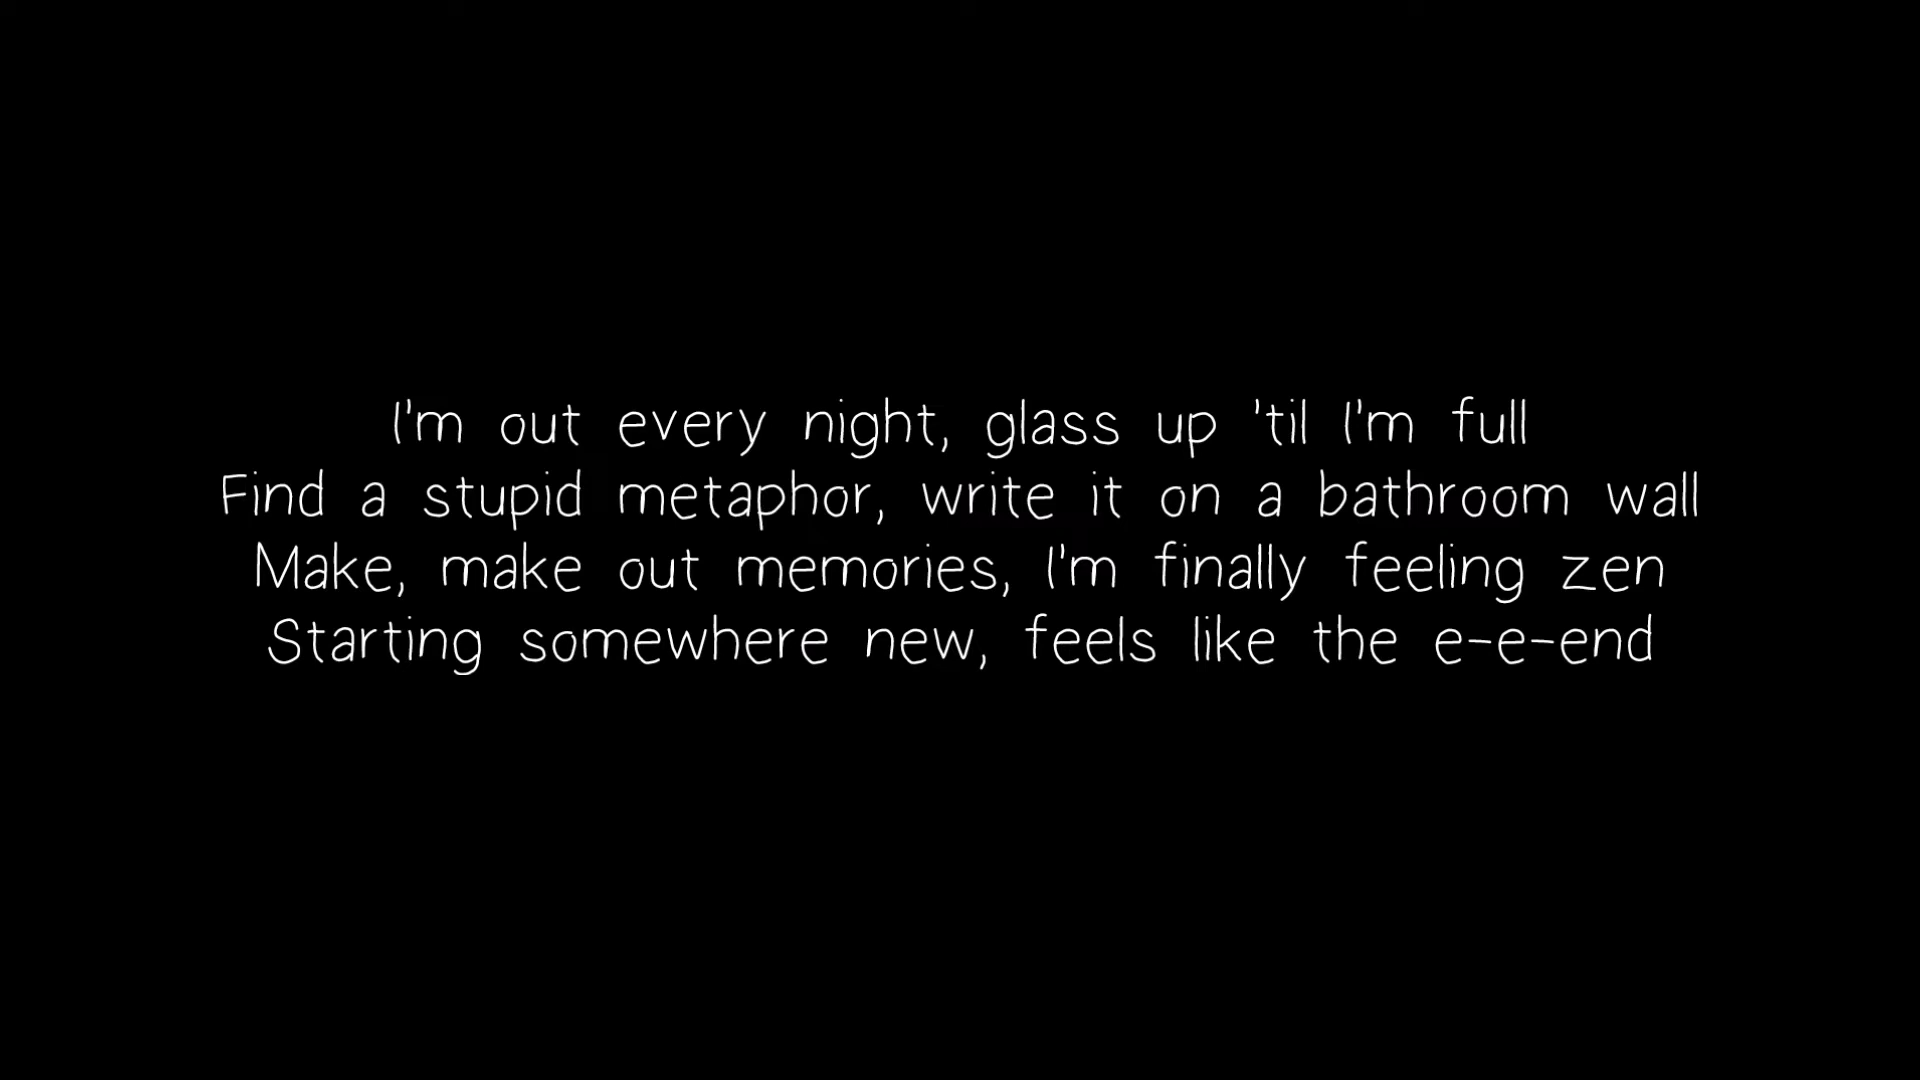 I'm out every night, glass up 'til I'm full
Find a stupid metaphor, write it on a bathroom wall
Make, make out memories, I'm finally feeling zen
Starting somewhere new, feels like the e-e-end